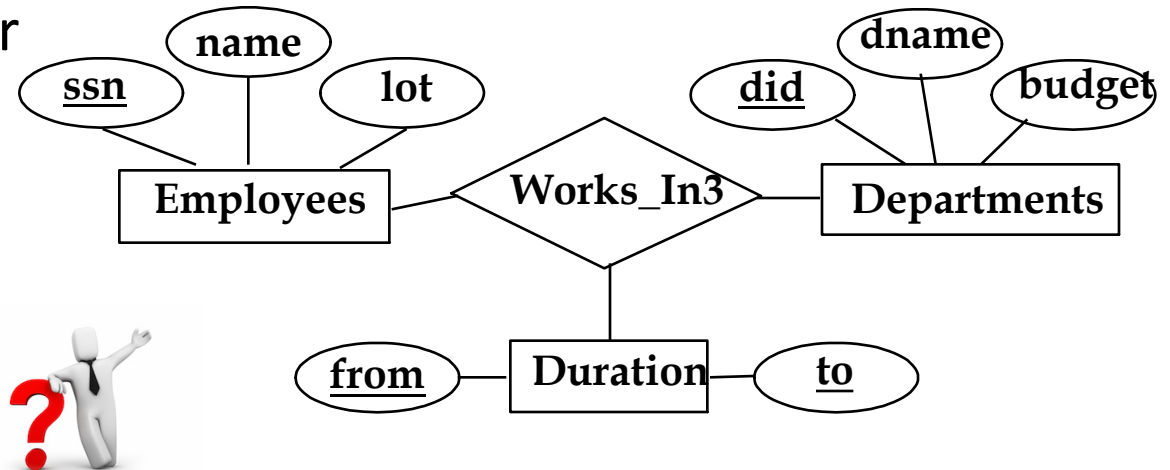 r
name
dname
ssn
lot
did
budget
Employees
Works_In3
Departments
from
Duration
to
?